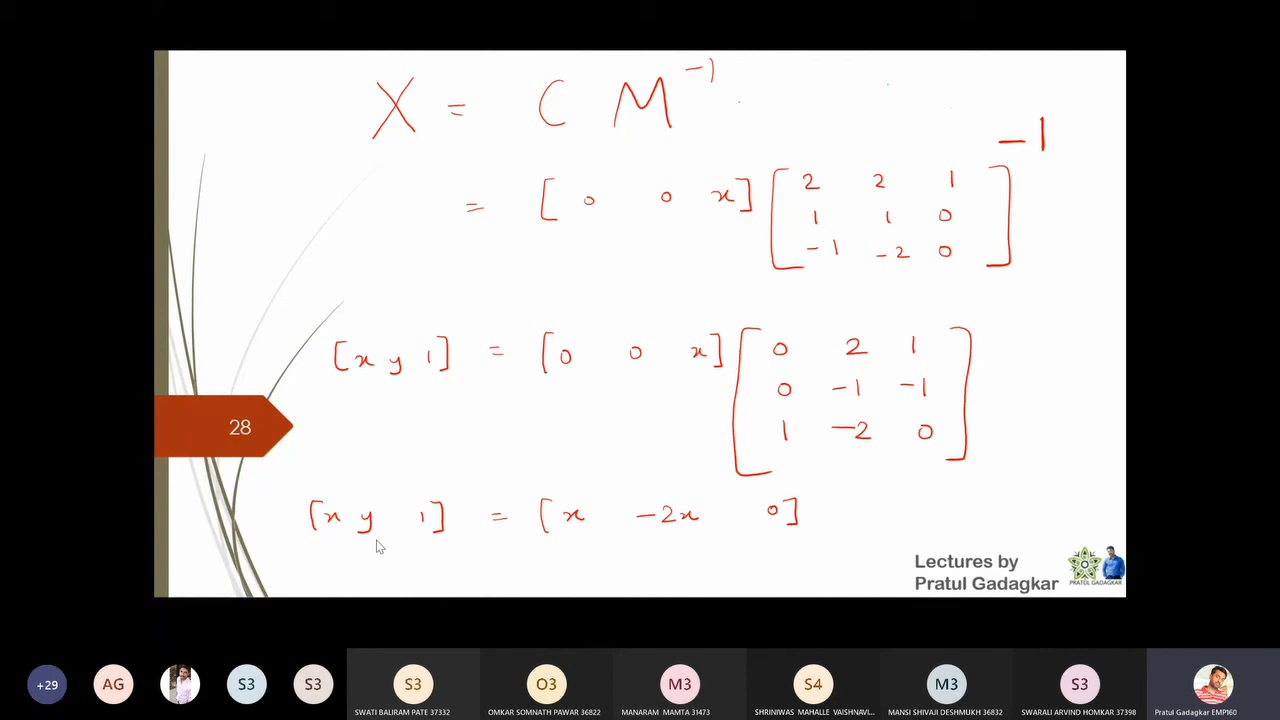 X = C M⁻¹
= [ 0 0 x ] [ 2 2 1
1 1 0
-1 -2 0 ] -1
[x y 1] = [0 0 x] [ 0 2 1
0 -1 -1
1 -2 0 ]
28
[x y 1] = [x -2x 0]
Lectures by
Pratul Gadagkar
PRATUL GADAGKAR
+29 AG S3 S3 S3 O3 M3 S4 M3 S3
SWATI BALIRAM PATE 37332 OMKAR SOMNATH PAWAR 36822 MANARAM MAMTA 31473 SHRINIWAS MAHALLE VAISHNAVI... MANSI SHIVAJI DESHMUKH 36832 SWARALI ARVIND HOMKAR 37398 Pratul Gadagkar EMP160